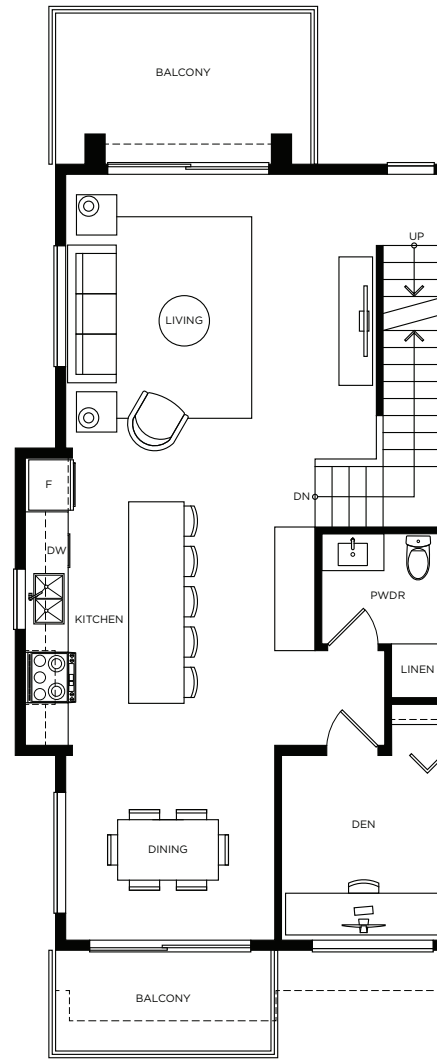 BALCONY
UP
LIVING
F
DN
DW
PWDR
KITCHEN
LINEN
DEN
DINING
BALCONY